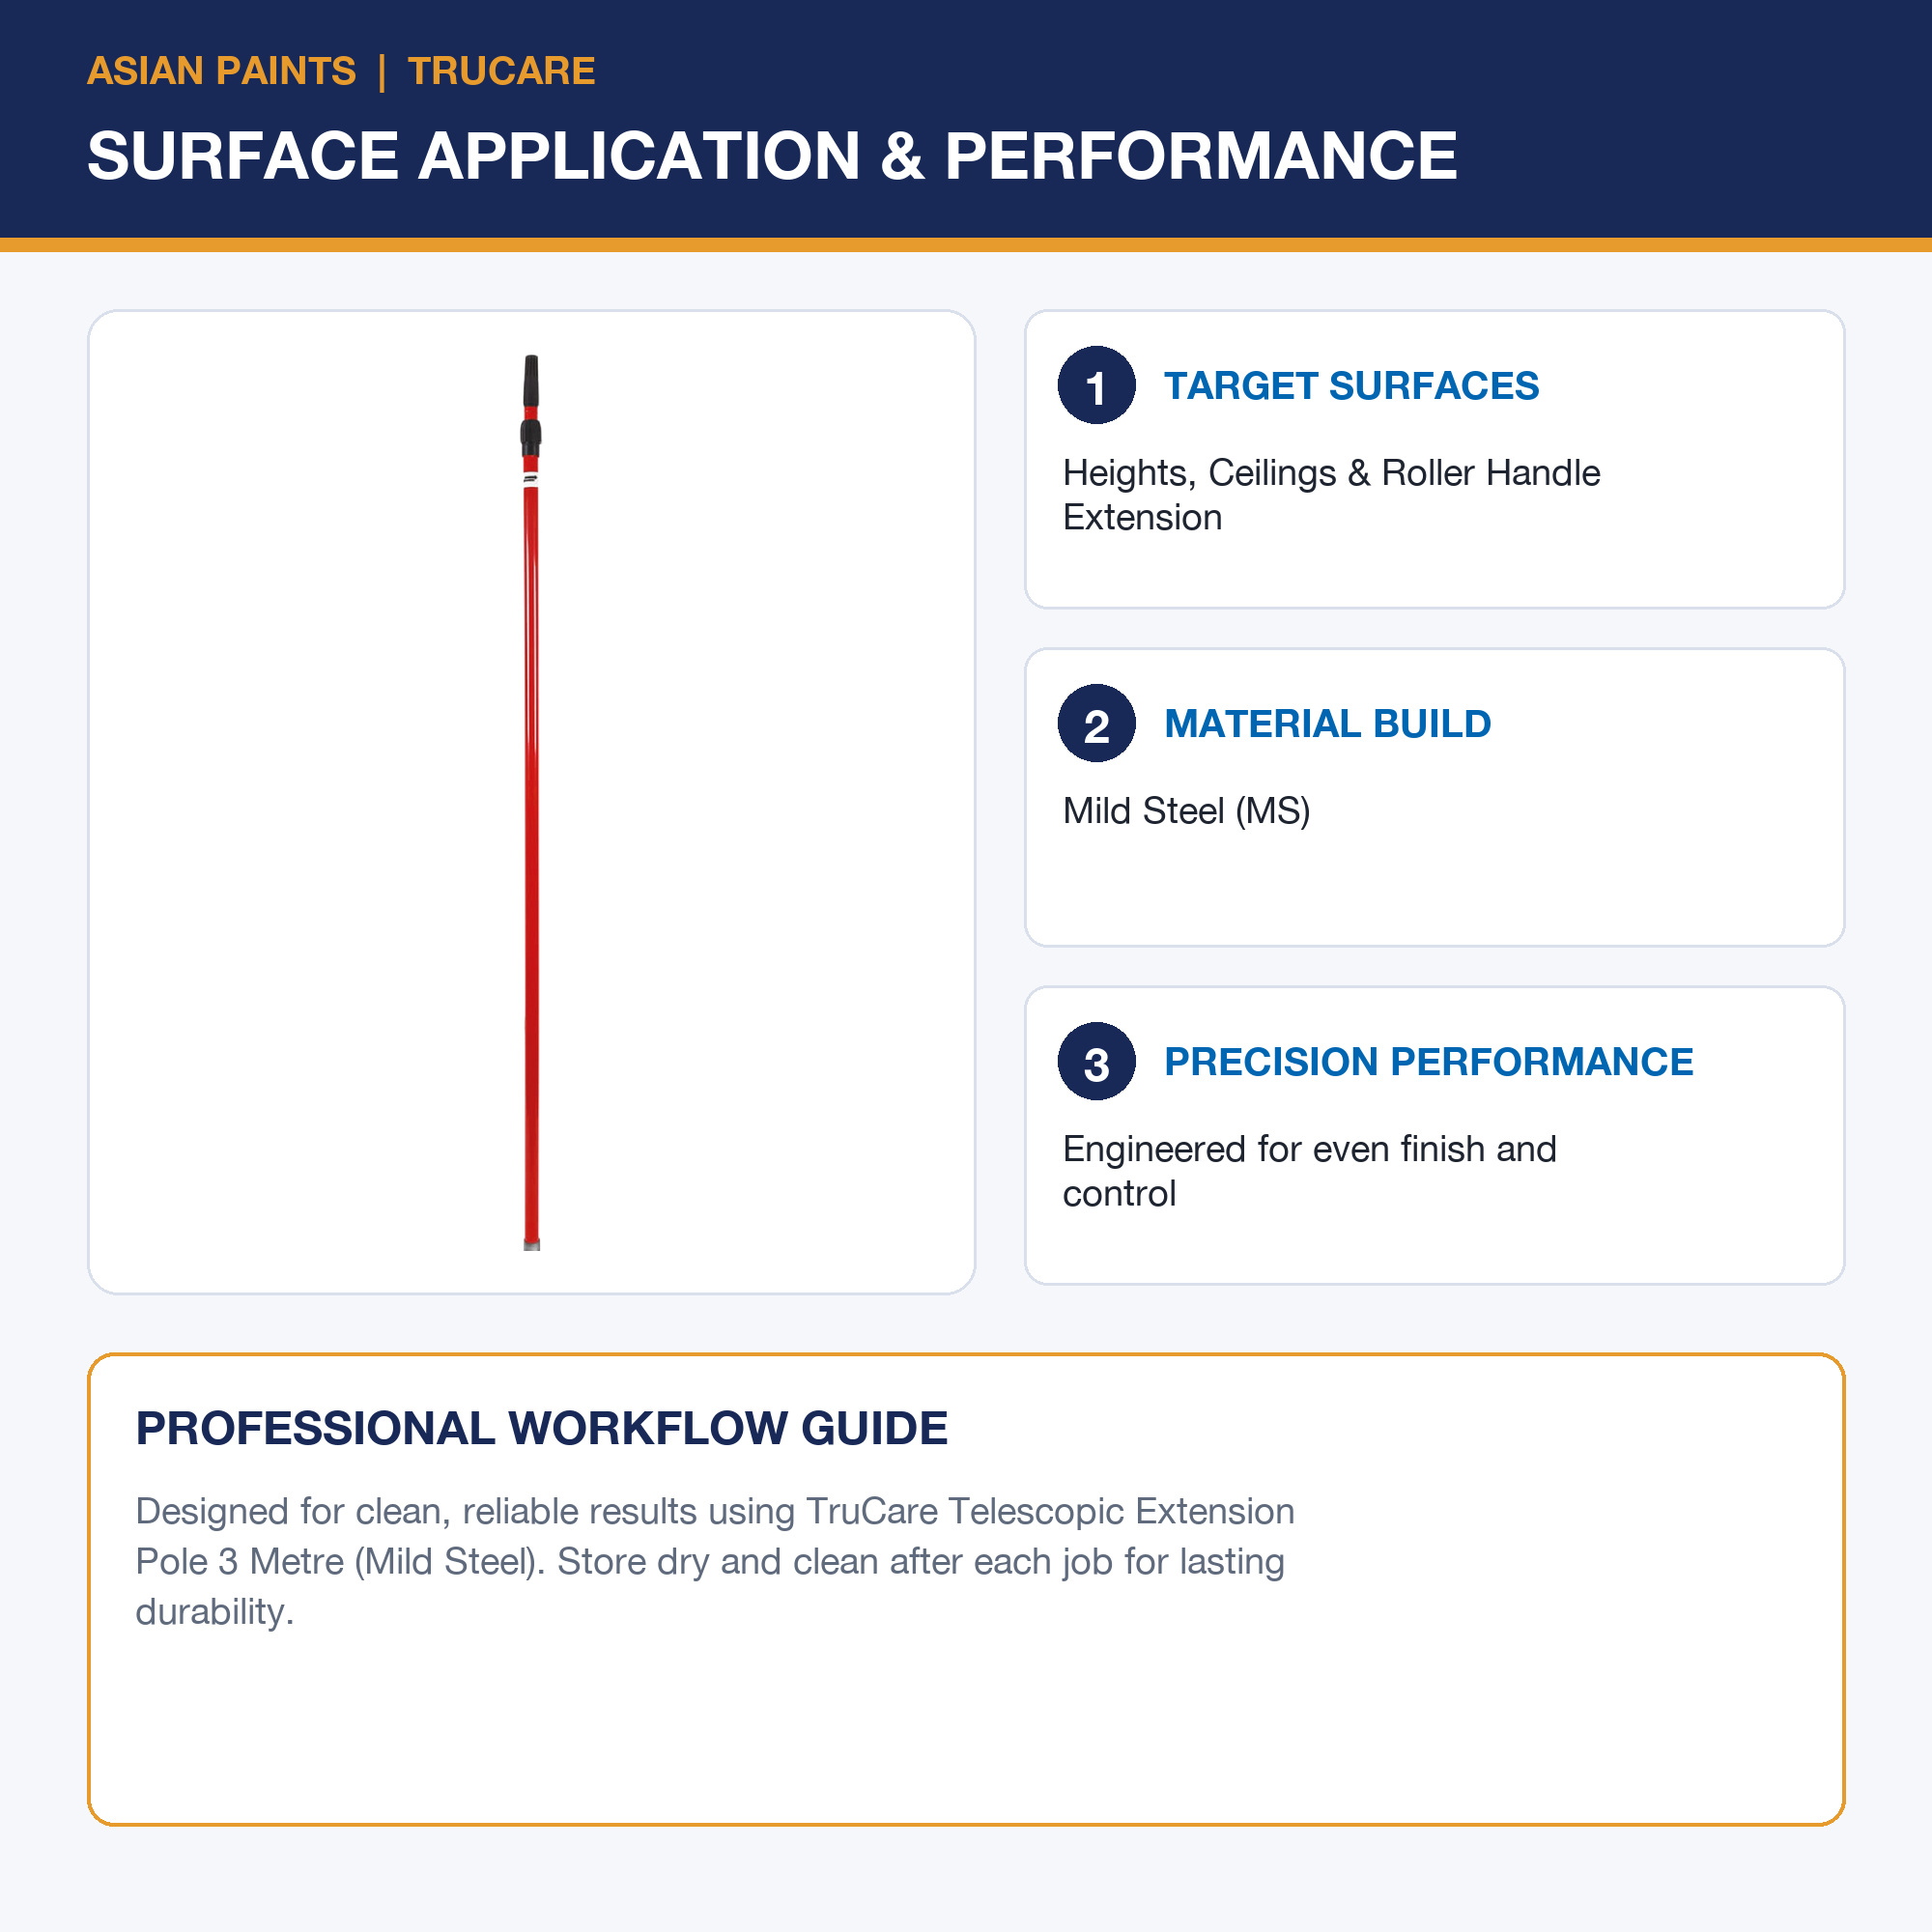 ASIAN PAINTS | TRUCARE
SURFACE APPLICATION & PERFORMANCE
1 TARGET SURFACES
Heights, Ceilings & Roller Handle
Extension
2 MATERIAL BUILD
Mild Steel (MS)
3 PRECISION PERFORMANCE
Engineered for even finish and
control
PROFESSIONAL WORKFLOW GUIDE
Designed for clean, reliable results using TruCare Telescopic Extension
Pole 3 Metre (Mild Steel). Store dry and clean after each job for lasting
durability.